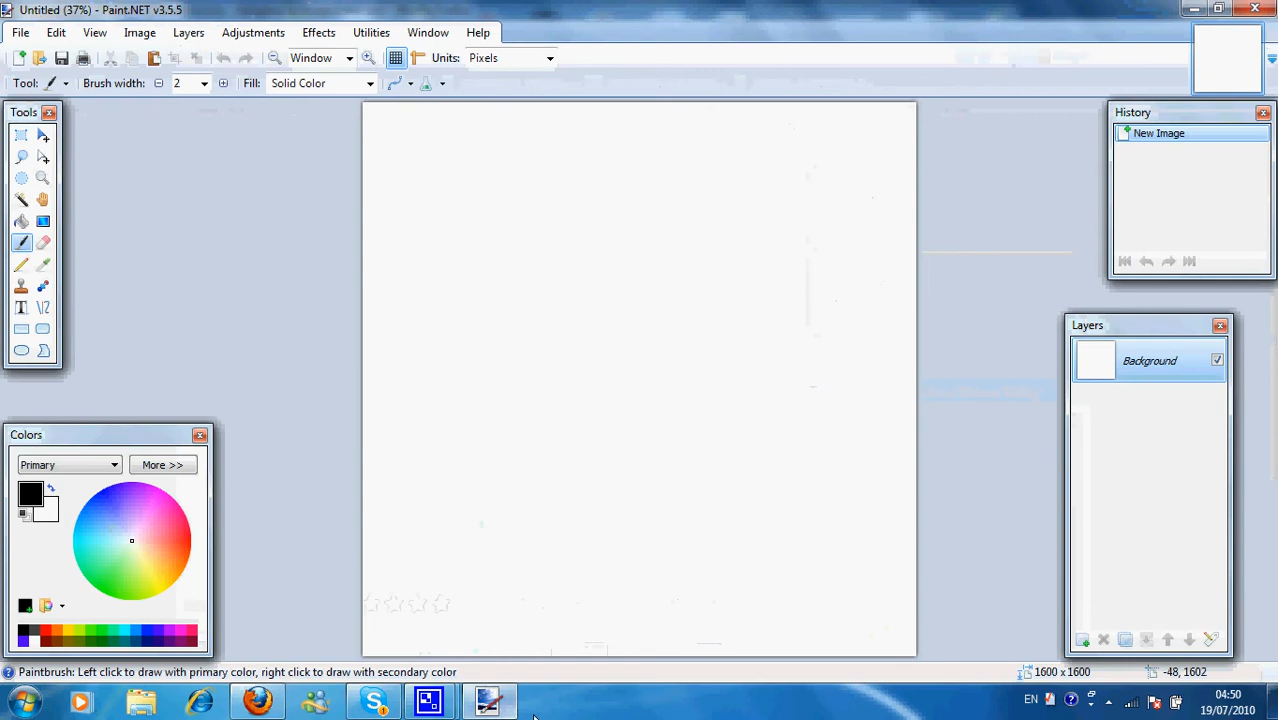 Untitled (37%) - Paint.NET v3.5.5
File Edit View Image Layers Adjustments Effects Utilities Window Help
Window Units: Pixels
Tool: Brush width: 2 Fill: Solid Color
Tools
History
New Image
Layers
Background
Colors
Primary More >>
Paintbrush: Left click to draw with primary color, right click to draw with secondary color
1600 x 1600 -48, 1602
EN 04:50
19/07/2010